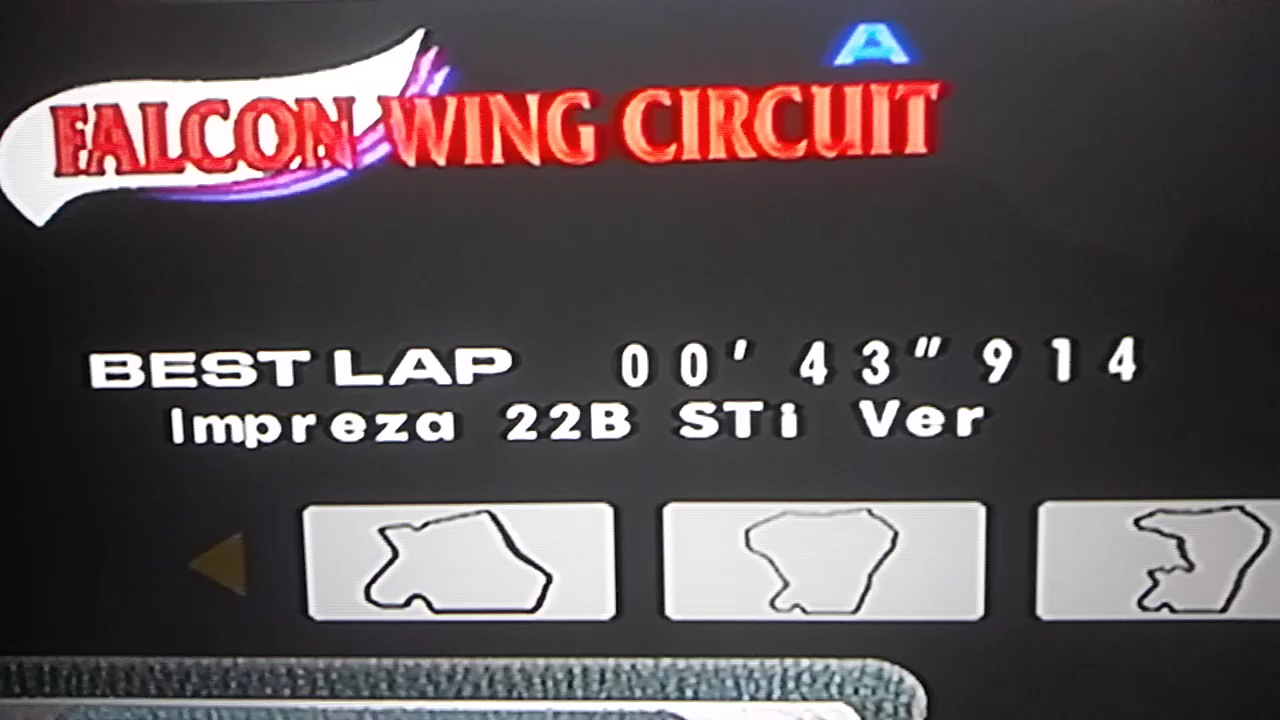 A
FALCON WING CIRCUIT
BEST LAP 00'43"914
Impreza 22B STi Ver